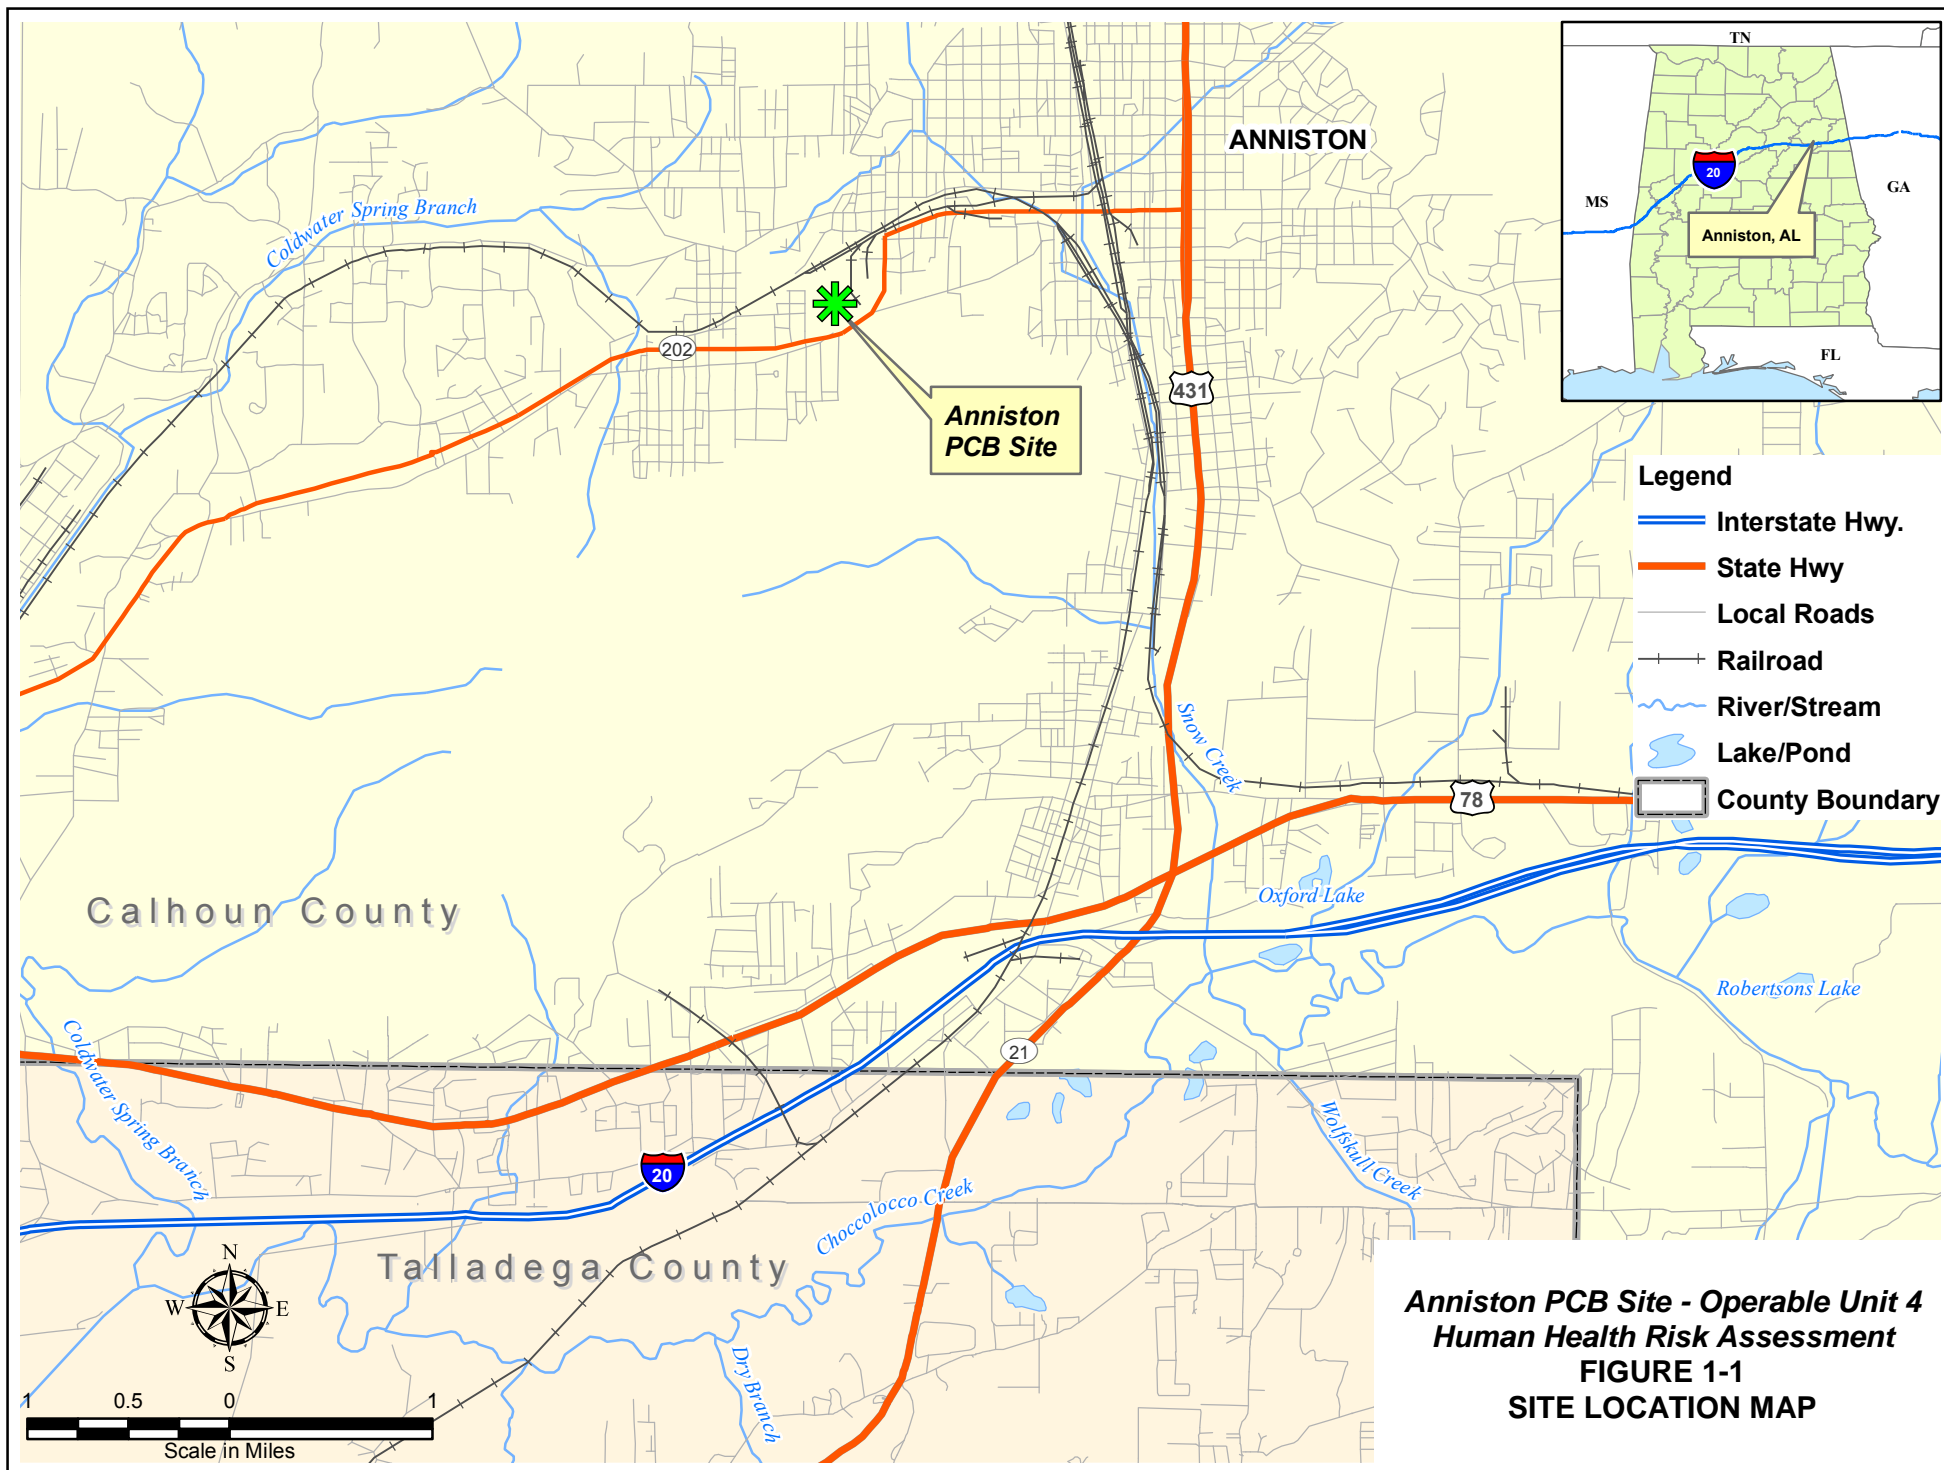 TN
ANNISTON
20
GA
MS
Coldwater Spring Branch
Anniston, AL
FL
202
431
Anniston
PCB Site
Legend
Interstate Hwy.
State Hwy
Local Roads
Railroad
River/Stream
Lake/Pond
County Boundary
Snow Creek
78
Calhoun County
Oxford Lake
Robertsons Lake
Coldwater Spring Branch
21
Wolfskull Creek
20
Choccolocco Creek
Talladega County
N
W
E
S
Dry Branch
1
0.5
0
1
Scale in Miles
Anniston PCB Site - Operable Unit 4
Human Health Risk Assessment
FIGURE 1-1
SITE LOCATION MAP